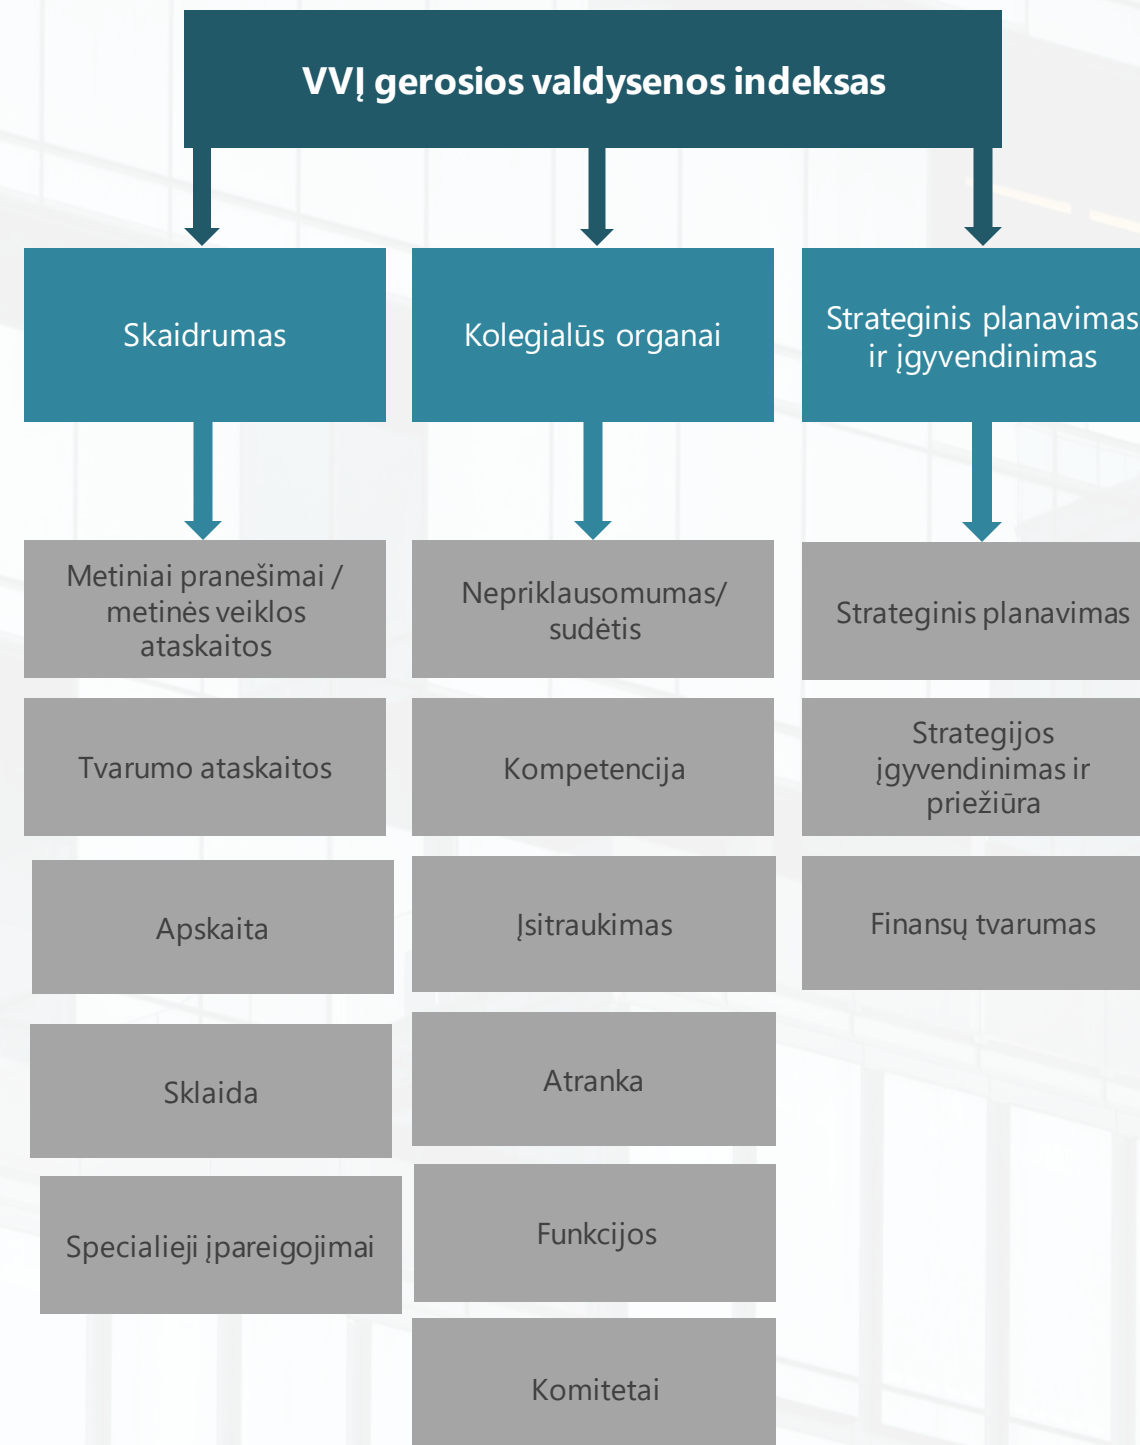 VVĮ gerosios valdysenos indeksas
Skaidrumas
Kolegialūs organai
Strateginis planavimas
ir įgyvendinimas
Metiniai pranešimai /
metinės veiklos
ataskaitos
Tvarumo ataskaitos
Apskaita
Sklaida
Specialieji įpareigojimai
Nepriklausomumas/
sudėtis
Kompetencija
Įsitraukimas
Atranka
Funkcijos
Komitetai
Strateginis planavimas
Strategijos
įgyvendinimas ir
priežiūra
Finansų tvarumas